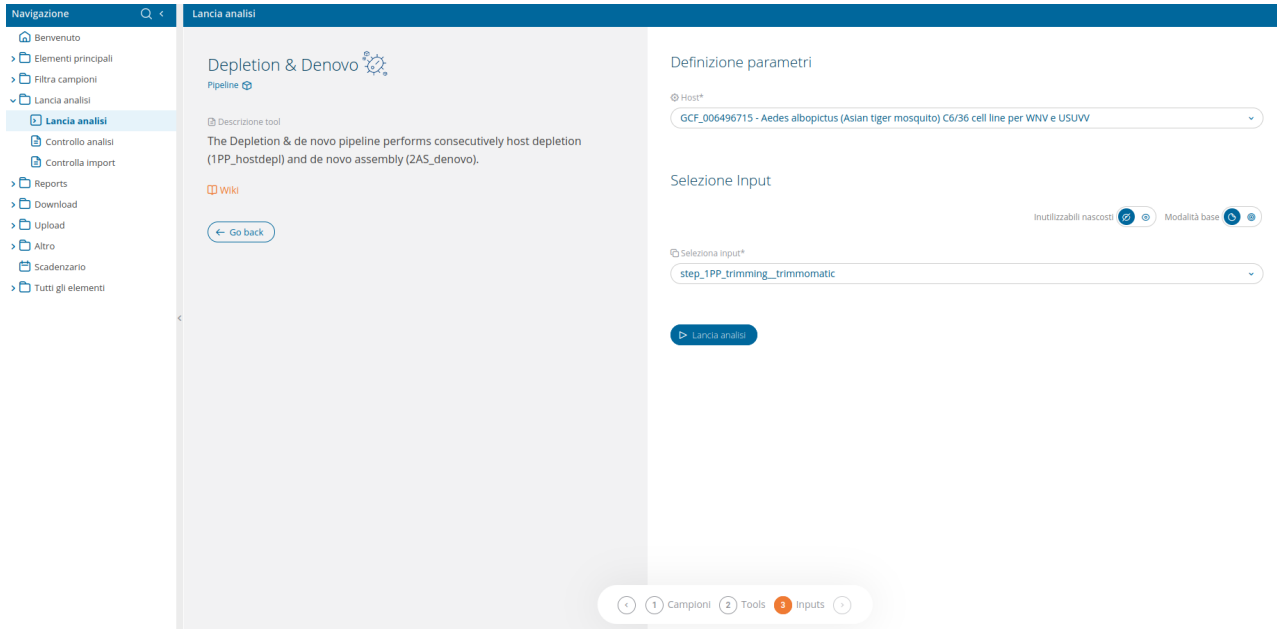 Navigazione
Lancia analisi
Benvenuto
Elementi principali
Filtra campioni
Lancia analisi
Lancia analisi
Controllo analisi
Controlla import
Reports
Download
Upload
Altro
Scadenzario
Tutti gli elementi
Depletion & Denovo
Pipeline
Descrizione tool
The Depletion & de novo pipeline performs consecutively host depletion
(1PP_hostdepl) and de novo assembly (2AS_denovo).
Wiki
Go back
Definizione parametri
Host*
GCF_006496715 - Aedes albopictus (Asian tiger mosquito) C6/36 cell line per WNV e USUVV
Selezione Input
Inutilizzabili nascosti Modalità base
Seleziona input*
step_1PP_trimming__trimmomatic
Lancia analisi
1 Campioni 2 Tools 3 Inputs